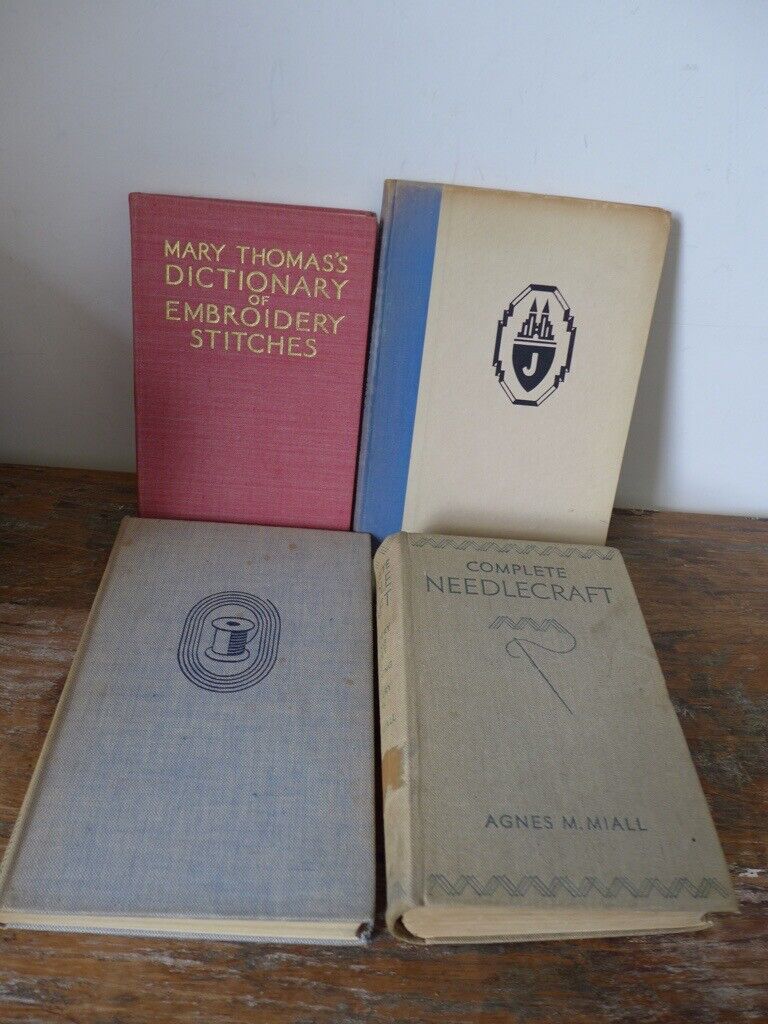 MARY THOMAS'S
DICTIONARY
OF
EMBROIDERY
STITCHES
J
COMPLETE
NEEDLECRAFT
AGNES M. MIALL